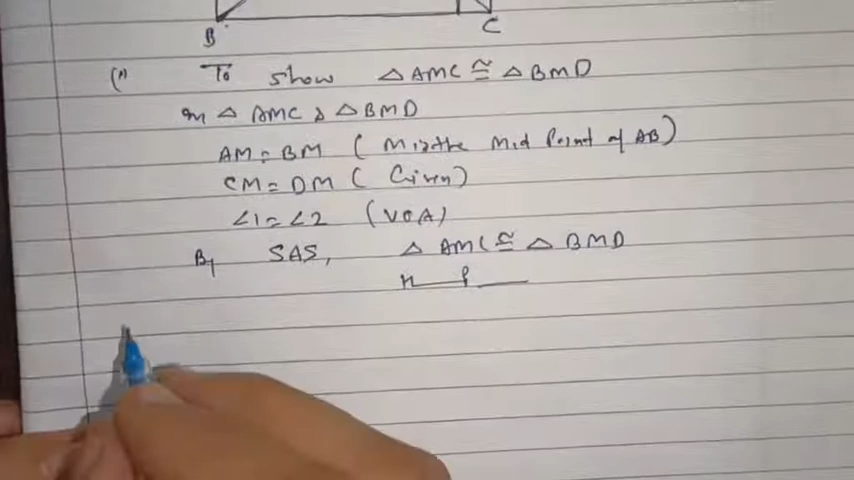 B C
(i) To show △AMC ≅ △BMD
In △ AMC & △BMD
AM = BM ( M is the Mid Point of AB)
CM = DM ( Given)
∠1 = ∠2 (VOA)
By SAS, △ AMC ≅ △ BMD
H P